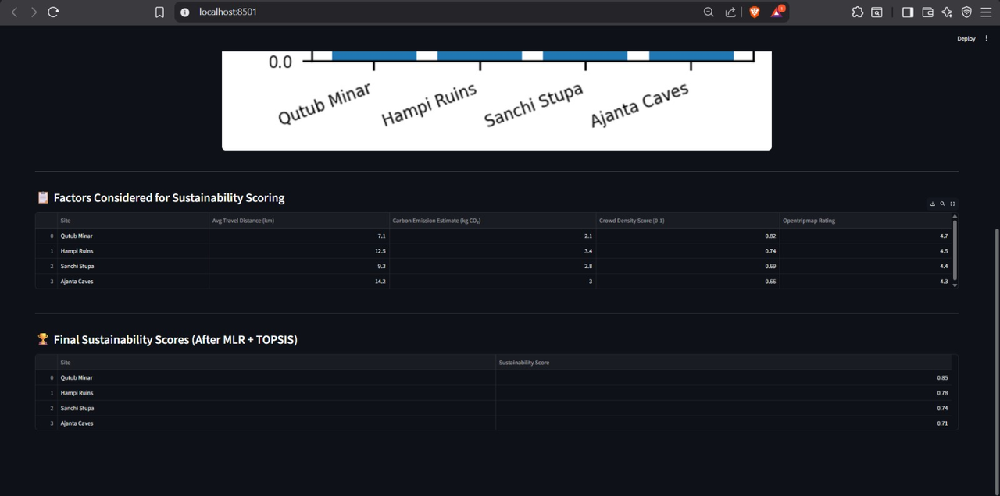 localhost:8501
1
Deploy
0.0
Qutub Minar
Hampi Ruins
Sanchi Stupa
Ajanta Caves
Factors Considered for Sustainability Scoring
Site Avg Travel Distance (km) Carbon Emission Estimate (kg CO₂) Crowd Density Score (0-1) Opentripmap Rating
0 Qutub Minar 7.1 2.1 0.82 4.7
1 Hampi Ruins 12.5 3.4 0.74 4.5
2 Sanchi Stupa 9.3 2.8 0.69 4.4
3 Ajanta Caves 14.2 3 0.66 4.3
Final Sustainability Scores (After MLR + TOPSIS)
Site Sustainability Score
0 Qutub Minar 0.85
1 Hampi Ruins 0.78
2 Sanchi Stupa 0.74
3 Ajanta Caves 0.71